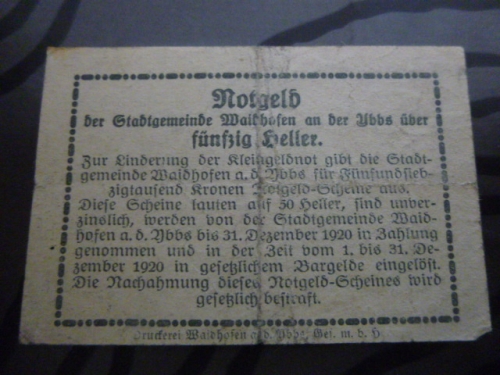 Notgeld
der Stadtgemeinde Waidhofen an der Ybbs über
fünfzig Heller.
Zur Linderung der Kleingeldnot gibt die Stadt-
gemeinde Waidhofen a. d. Ybbs für Fünfundsieb-
zigtausend Kronen Notgeld-Scheine aus.
Diese Scheine lauten auf 50 Heller, sind unver-
zinslich, werden von der Stadtgemeinde Waid-
hofen a. d. Ybbs bis 31. Dezember 1920 in Zahlung
genommen und in der Zeit vom 1. bis 31. De-
zember 1920 in gesetzlichem Bargelde eingelöst.
Die Nachahmung dieses Notgeld-Scheines wird
gesetzlich bestraft.
Druckerei Waidhofen a. d. Ybbs, Ges. m. b. H.